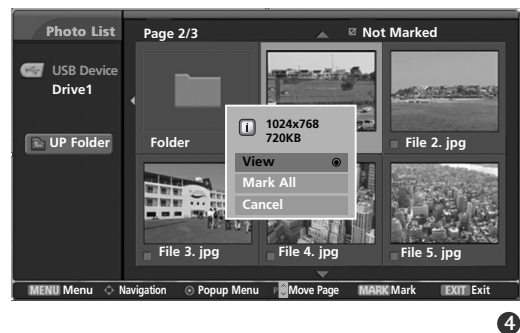 Photo List
Page 2/3
Not Marked
USB Device
Drive1
UP Folder
Folder
File 2. jpg
i
1024x768
720KB
View
Mark All
Cancel
File 3. jpg
File 4. jpg
File 5. jpg
MENU Menu Navigation Popup Menu P Move Page MARK Mark EXIT Exit
4